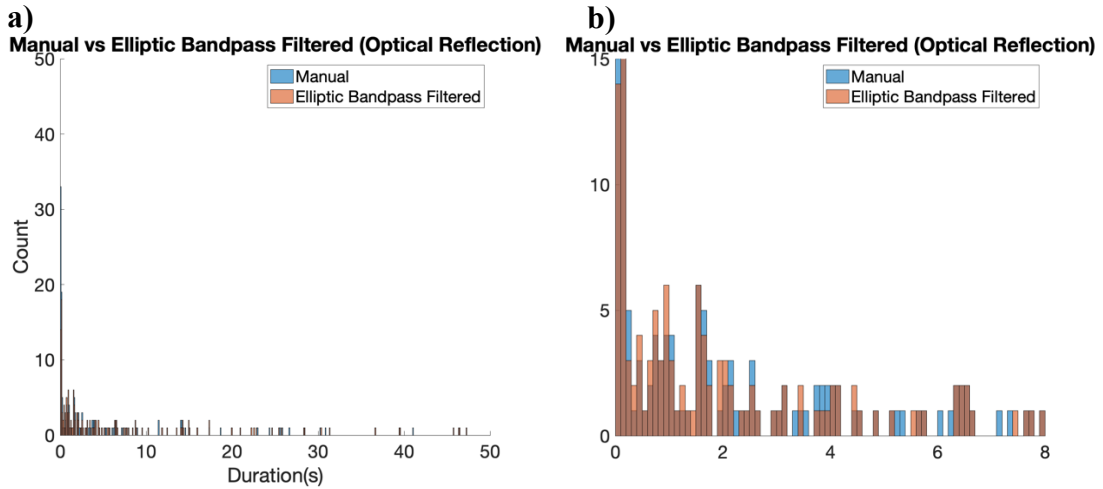 a)
Manual vs Elliptic Bandpass Filtered (Optical Reflection)
50
40
30
20
10
0
Count
Manual
Elliptic Bandpass Filtered
0 10 20 30 40 50
Duration(s)
b)
Manual vs Elliptic Bandpass Filtered (Optical Reflection)
15
10
5
0
Manual
Elliptic Bandpass Filtered
0 2 4 6 8